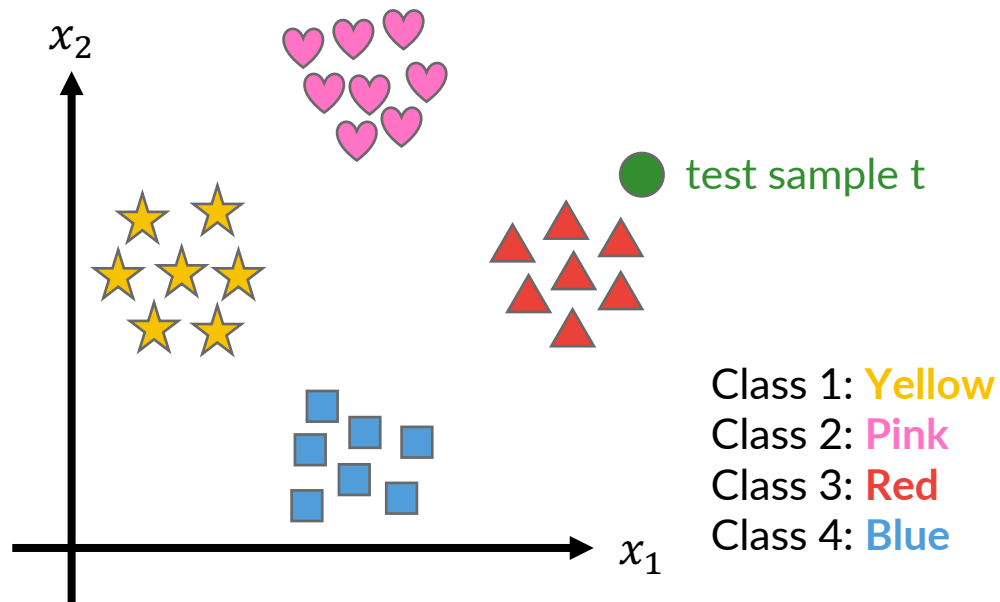 x₂
test sample t
Class 1: Yellow
Class 2: Pink
Class 3: Red
Class 4: Blue
x₁